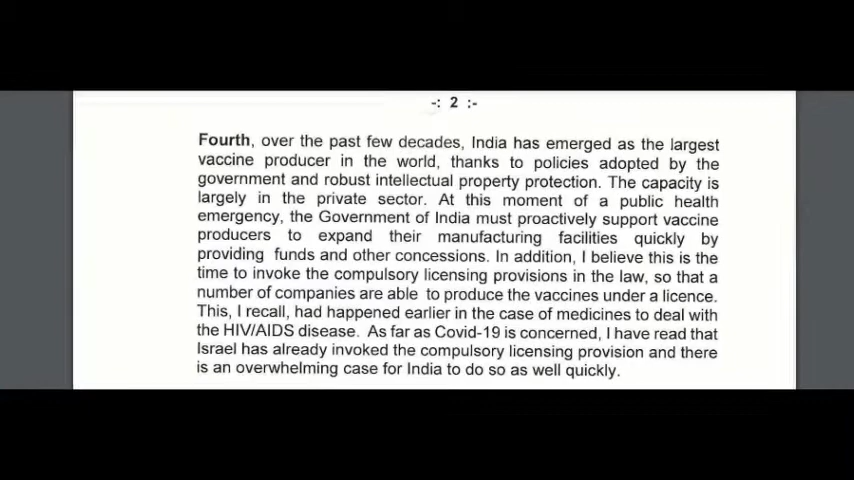 -: 2 :-
Fourth, over the past few decades, India has emerged as the largest
vaccine producer in the world, thanks to policies adopted by the
government and robust intellectual property protection. The capacity is
largely in the private sector. At this moment of a public health
emergency, the Government of India must proactively support vaccine
producers to expand their manufacturing facilities quickly by
providing funds and other concessions. In addition, I believe this is the
time to invoke the compulsory licensing provisions in the law, so that a
number of companies are able to produce the vaccines under a licence.
This, I recall, had happened earlier in the case of medicines to deal with
the HIV/AIDS disease. As far as Covid-19 is concerned, I have read that
Israel has already invoked the compulsory licensing provision and there
is an overwhelming case for India to do so as well quickly.